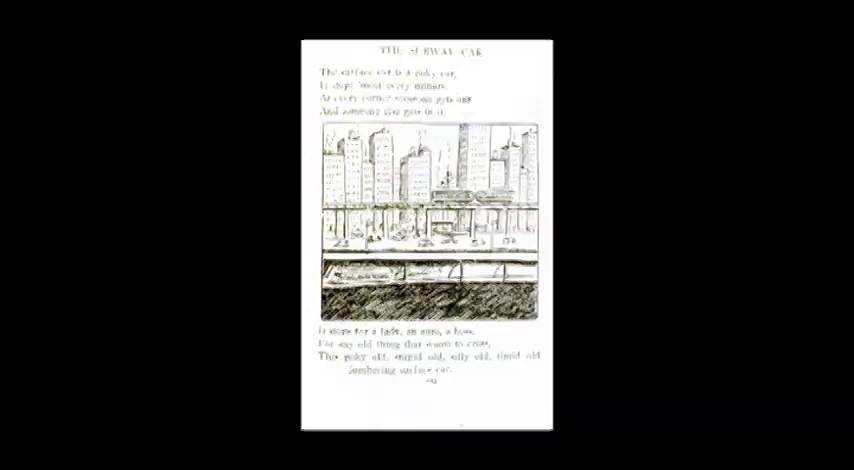 THE SUBWAY CAR
The surface car is a poky car,
It stops 'most every minute.
At every corner someone gets out
And someone else gets in it.
It stops for a lady, an auto, a hoss,
For any old thing that wants to cross,
This poky old, stupid old, silly old, timid old
lumbering surface car.